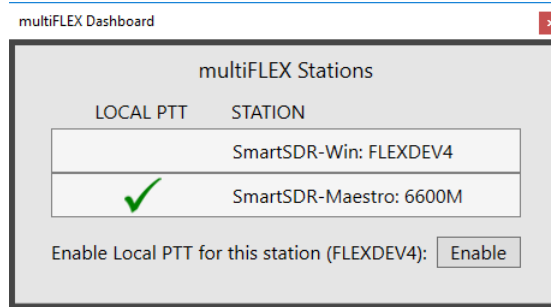 multiFLEX Dashboard
multiFLEX Stations
LOCAL PTT STATION
SmartSDR-Win: FLEXDEV4
SmartSDR-Maestro: 6600M
Enable Local PTT for this station (FLEXDEV4): Enable